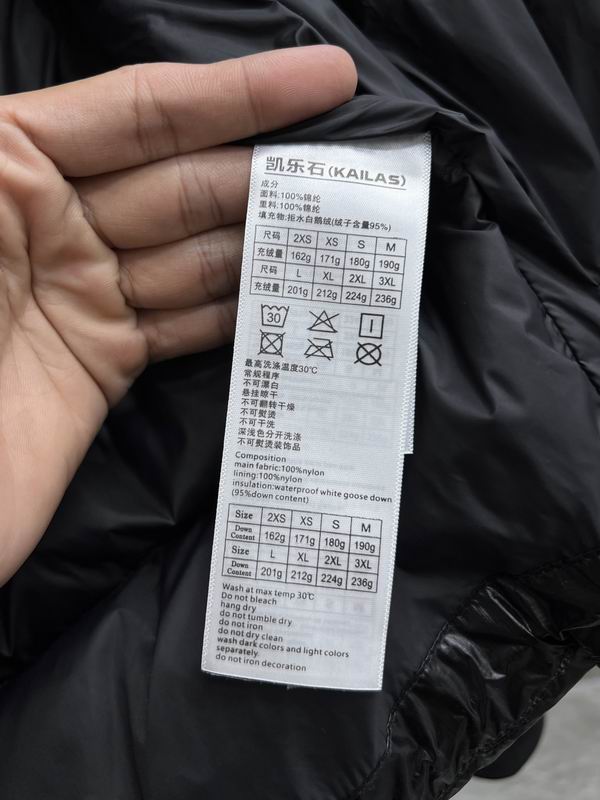 凯乐石(KAILAS)
成分
面料:100%锦纶
里料:100%锦纶
填充物:拒水白鹅绒(绒子含量95%)
尺码 2XS XS S M
充绒量 162g 171g 180g 190g
尺码 L XL 2XL 3XL
充绒量 201g 212g 224g 236g
30
最高洗涤温度30℃
常规程序
不可漂白
悬挂晾干
不可翻转干燥
不可熨烫
不可干洗
深浅色分开洗涤
不可熨烫装饰品
Composition
main fabric:100%nylon
lining:100%nylon
insulation:waterproof white goose down
(95%down content)
Size 2XS XS S M
Down Content 162g 171g 180g 190g
Size L XL 2XL 3XL
Down Content 201g 212g 224g 236g
Wash at max temp 30℃
Do not bleach
hang dry
do not tumble dry
do not iron
do not dry clean
wash dark colors and light colors
separately.
do not iron decoration